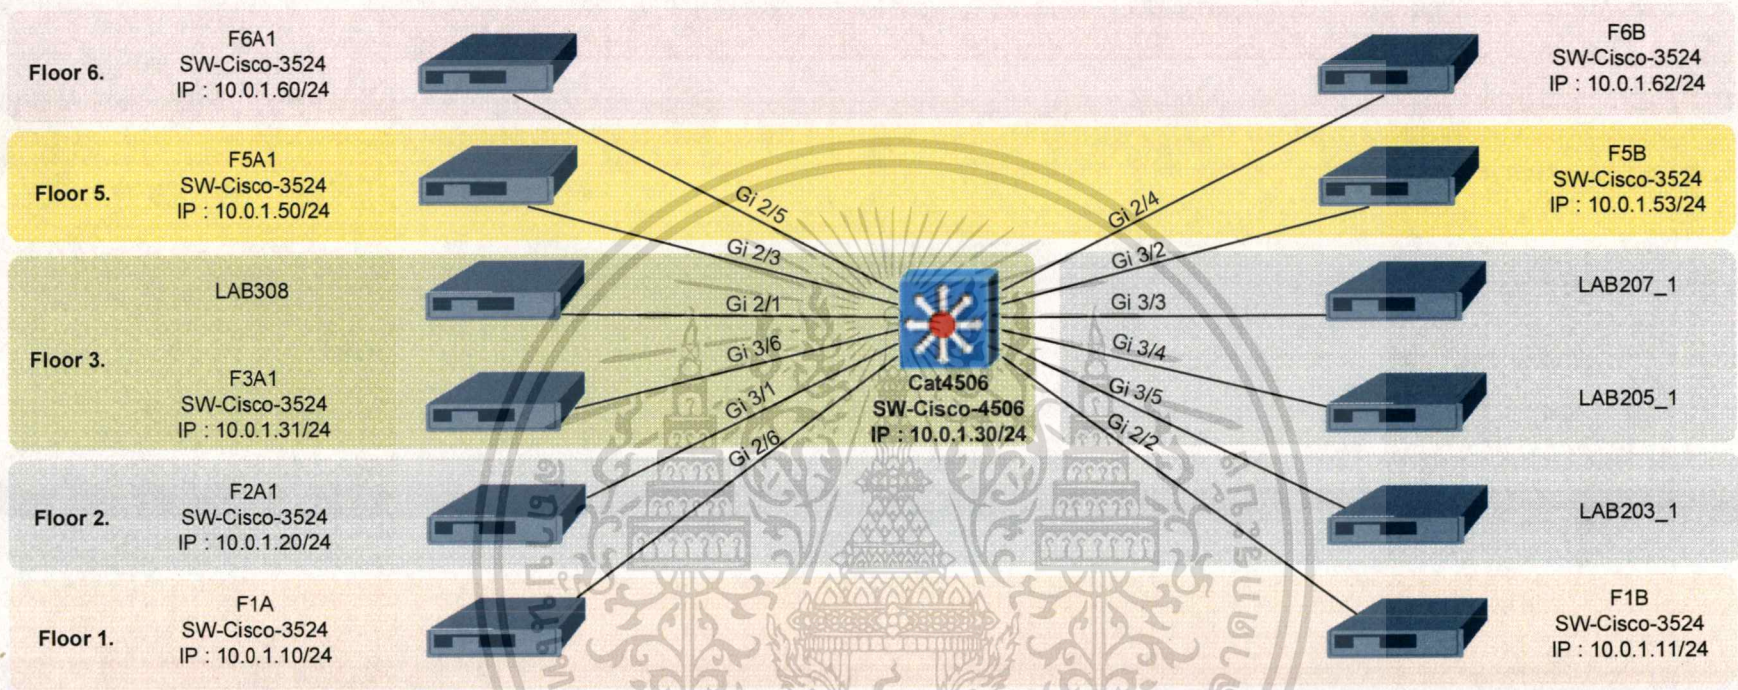 Floor 6.
F6A1
SW-Cisco-3524
IP : 10.0.1.60/24
F6B
SW-Cisco-3524
IP : 10.0.1.62/24
Floor 5.
F5A1
SW-Cisco-3524
IP : 10.0.1.50/24
F5B
SW-Cisco-3524
IP : 10.0.1.53/24
Gi 2/5
Gi 2/4
Gi 2/3
Gi 3/2
Floor 3.
LAB308
Gi 2/1
Gi 3/3
LAB207_1
Gi 3/6
Gi 3/4
F3A1
SW-Cisco-3524
IP : 10.0.1.31/24
Cat4506
SW-Cisco-4506
IP : 10.0.1.30/24
LAB205_1
Gi 3/1
Gi 3/5
Gi 2/6
Gi 2/2
Floor 2.
F2A1
SW-Cisco-3524
IP : 10.0.1.20/24
LAB203_1
Floor 1.
F1A
SW-Cisco-3524
IP : 10.0.1.10/24
F1B
SW-Cisco-3524
IP : 10.0.1.11/24